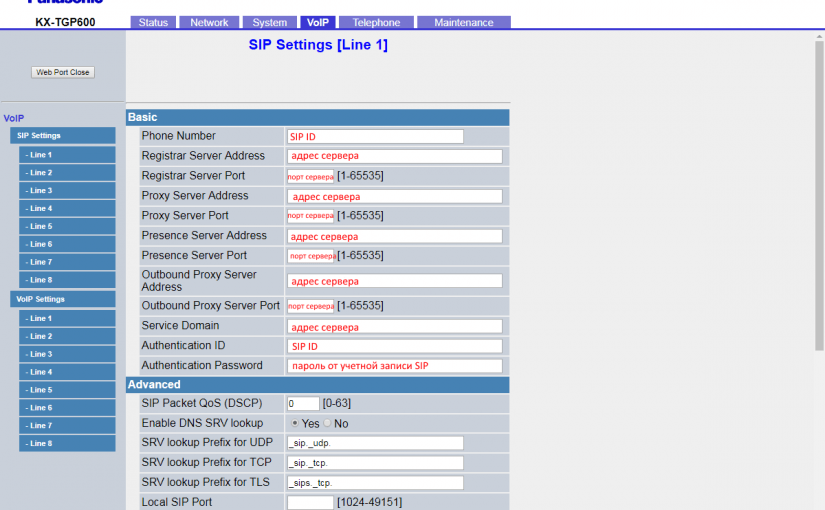 Panasonic
KX-TGP600
Status Network System VoIP Telephone Maintenance
SIP Settings [Line 1]
Web Port Close
VoIP
SIP Settings
- Line 1
- Line 2
- Line 3
- Line 4
- Line 5
- Line 6
- Line 7
- Line 8
VoIP Settings
- Line 1
- Line 2
- Line 3
- Line 4
- Line 5
- Line 6
- Line 7
- Line 8
Basic
Phone Number SIP ID
Registrar Server Address адрес сервера
Registrar Server Port порт сервера [1-65535]
Proxy Server Address адрес сервера
Proxy Server Port порт сервера [1-65535]
Presence Server Address адрес сервера
Presence Server Port порт сервера [1-65535]
Outbound Proxy Server
Address адрес сервера
Outbound Proxy Server Port порт сервера [1-65535]
Service Domain адрес сервера
Authentication ID SIP ID
Authentication Password пароль от учетной записи SIP
Advanced
SIP Packet QoS (DSCP) 0 [0-63]
Enable DNS SRV lookup Yes No
SRV lookup Prefix for UDP _sip._udp.
SRV lookup Prefix for TCP _sip._tcp.
SRV lookup Prefix for TLS _sips._tcp.
Local SIP Port [1024-49151]